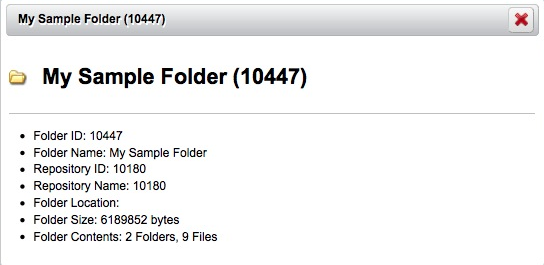 My Sample Folder (10447)
My Sample Folder (10447)
• Folder ID: 10447
• Folder Name: My Sample Folder
• Repository ID: 10180
• Repository Name: 10180
• Folder Location:
• Folder Size: 6189852 bytes
• Folder Contents: 2 Folders, 9 Files